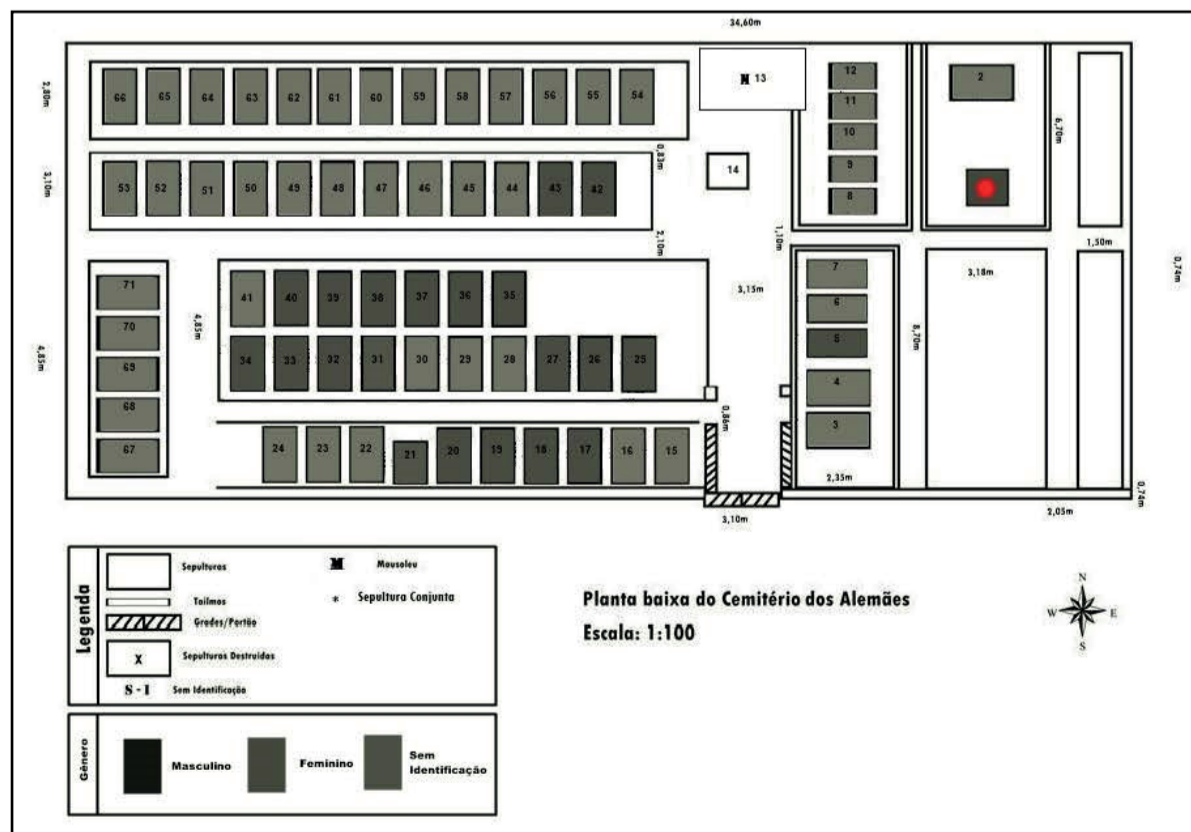 34,60m
2,80m
66 65 64 63 62 61 60 59 58 57 56 55 54
M 13
12
11
10
9
8
2
6,70m
0,83m
3,10m
53 52 51 50 49 48 47 46 45 44 43 42
14
2,10m
1,10m
1,50m
0,74m
3,15m
3,18m
71
70
69
68
67
4,85m
4,85m
41 40 39 38 37 36 35
34 33 32 31 30 29 28 27 26 25
7
6
5
4
3
8,70m
2,35m
0,86m
24 23 22 21 20 19 18 17 16 15
3,10m
2,05m
0,74m
Legenda
Sepulturas
Tailmos
Grades/Portão
X
Sepulturas Destruídas
S - I Sem Identificação
M Mausoleu
* Sepultura Conjunta
Planta baixa do Cemitério dos Alemães
Escala: 1:100
N
W E
S
Gênero
Masculino
Feminino
Sem
Identificação